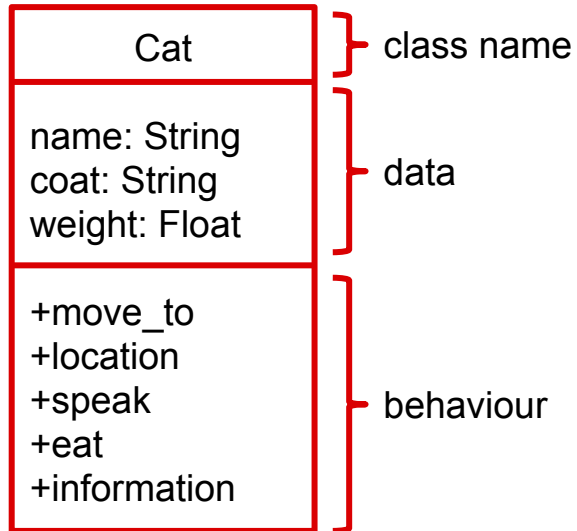 Cat
class name
name: String
coat: String
weight: Float
data
+move_to
+location
+speak
+eat
+information
behaviour